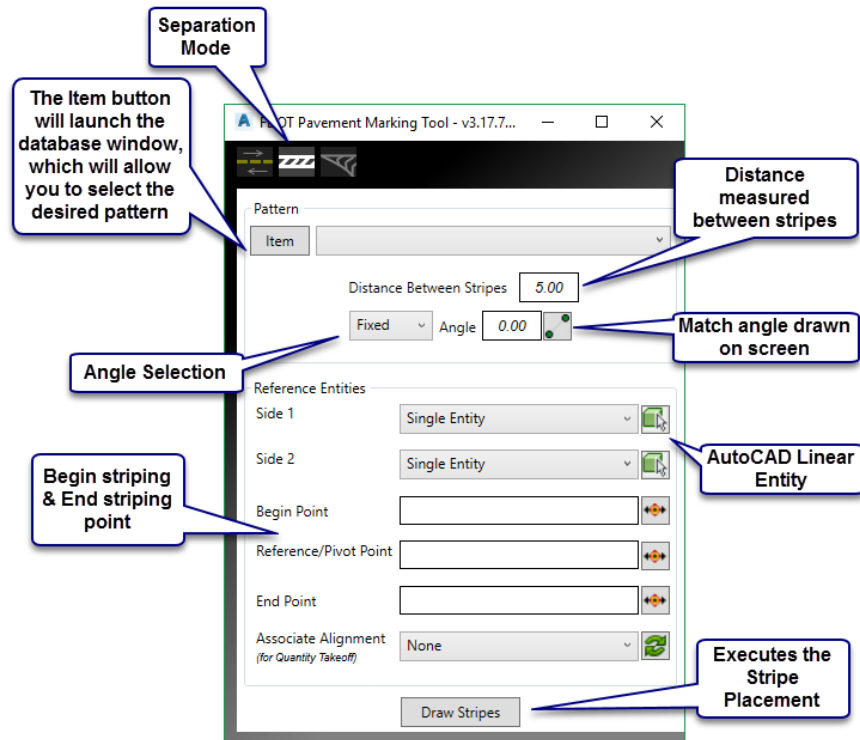 Separation
Mode
The Item button
will launch the
database window,
which will allow
you to select the
desired pattern
Pavement Marking Tool - v3.17.7...
Distance
measured
between stripes
Pattern
Item
Distance Between Stripes 5.00
Fixed Angle 0.00
Match angle drawn
on screen
Angle Selection
Reference Entities
Side 1 Single Entity
Side 2 Single Entity
AutoCAD Linear
Entity
Begin striping
& End striping
point
Begin Point
Reference/Pivot Point
End Point
Associate Alignment None
(for Quantity Takeoff)
Executes the
Stripe
Placement
Draw Stripes